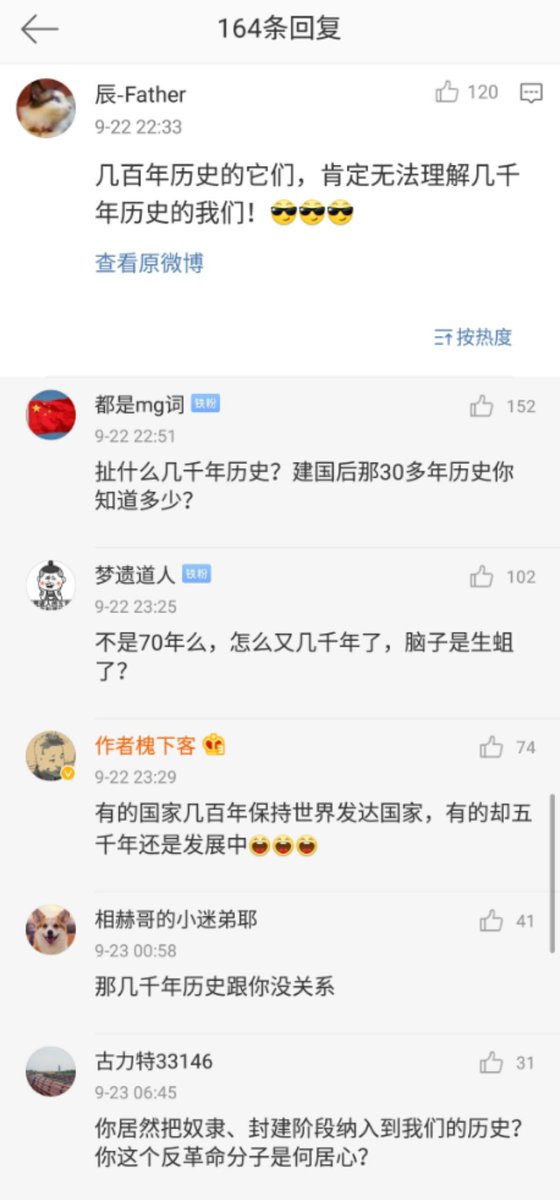 164条回复
辰-Father
120
9-22 22:33
几百年历史的它们，肯定无法理解几千
年历史的我们！😎😎😎
查看原微博
按热度
都是mg词 铁粉
152
9-22 22:51
扯什么几千年历史？建国后那30多年历史你
知道多少？
梦遗道人 铁粉
102
9-22 23:25
不是70年么，怎么又几千年了，脑子是生蛆
了？
作者槐下客
74
9-22 23:29
有的国家几百年保持世界发达国家，有的却五
千年还是发展中😄😄😄
相赫哥的小迷弟耶
41
9-23 00:58
那几千年历史跟你没关系
古力特33146
31
9-23 06:45
你居然把奴隶、封建阶段纳入到我们的历史？
你这个反革命分子是何居心？